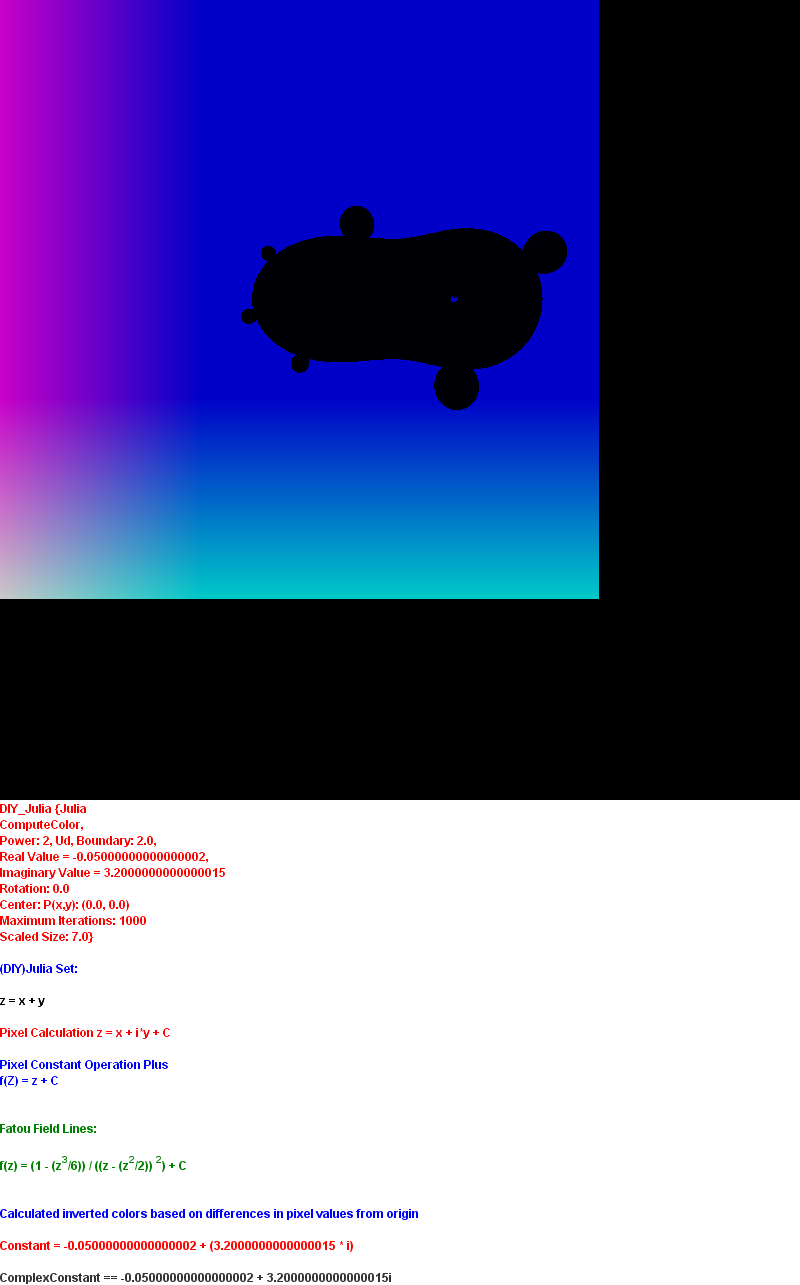 DIY_Julia {Julia
ComputeColor,
Power: 2, Ud, Boundary: 2.0,
Real Value = -0.05000000000000002,
Imaginary Value = 3.2000000000000015
Rotation: 0.0
Center: P(x,y): (0.0, 0.0)
Maximum Iterations: 1000
Scaled Size: 7.0}
(DIY)Julia Set:
z = x + y
Pixel Calculation z = x + i*y + C
Pixel Constant Operation Plus
f(Z) = z + C
Fatou Field Lines:
f(z) = (1 - (z^3/6)) / ((z - (z^2/2)) ^2) + C
Calculated inverted colors based on differences in pixel values from origin
Constant = -0.05000000000000002 + (3.2000000000000015 * i)
ComplexConstant == -0.05000000000000002 + 3.2000000000000015i